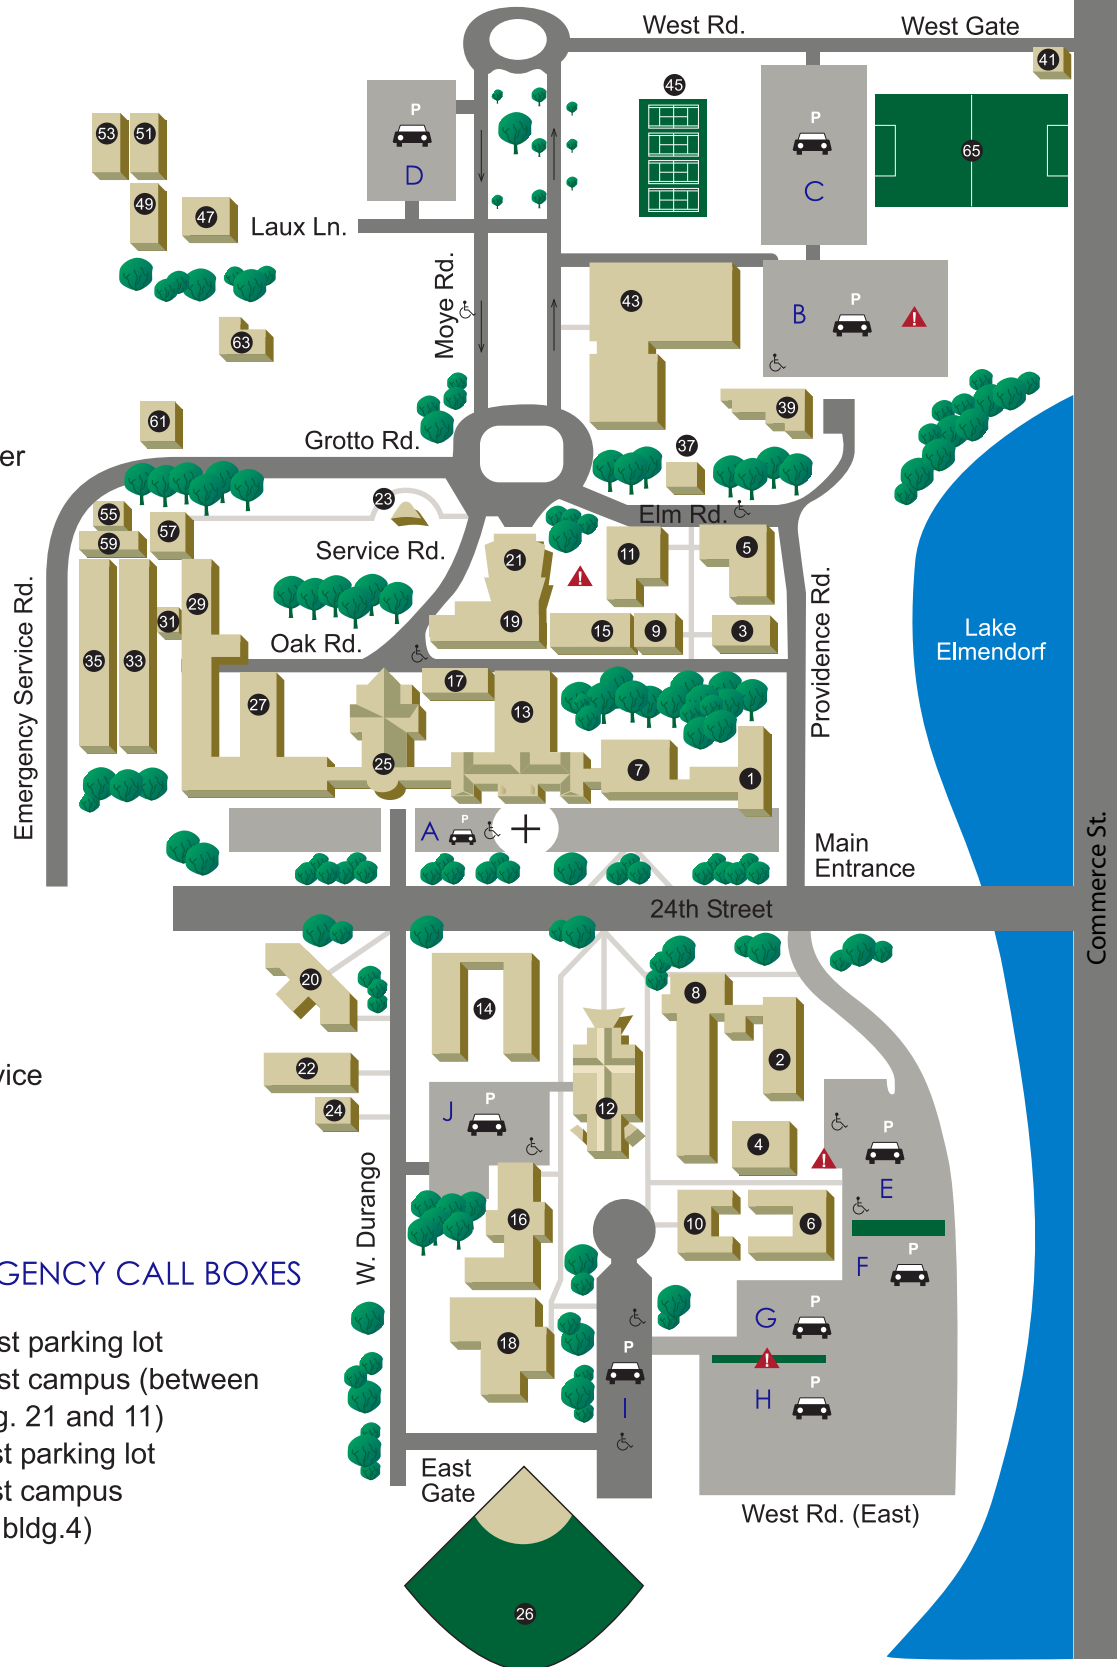 West Rd.
West Gate
41
45
P
P
P
D
C
65
53
51
49
47
Laux Ln.
Moye Rd.
43
B
P
63
39
61
Grotto Rd.
37
er
23
Elm Rd.
55
57
59
Service Rd.
21
11
5
29
31
19
15
9
3
Oak Rd.
Lake
Elmendorf
35
33
17
27
13
Providence Rd.
Emergency Service Rd.
25
7
1
A
P
Main
Entrance
24th Street
Commerce St.
20
14
8
2
22
24
12
vice
J
P
4
P
E
W. Durango
16
10
6
F
P
GENCY CALL BOXES
G
P
st parking lot
18
P
st campus (between
H
P
g. 21 and 11)
I
st parking lot
East
Gate
st campus
West Rd. (East)
bldg.4)
26